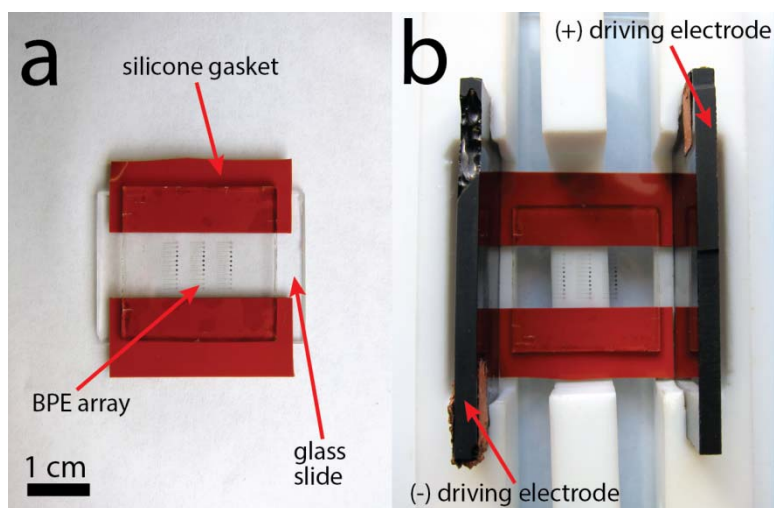 a
silicone gasket
BPE array
glass
slide
1 cm
b
(+) driving electrode
(-) driving electrode